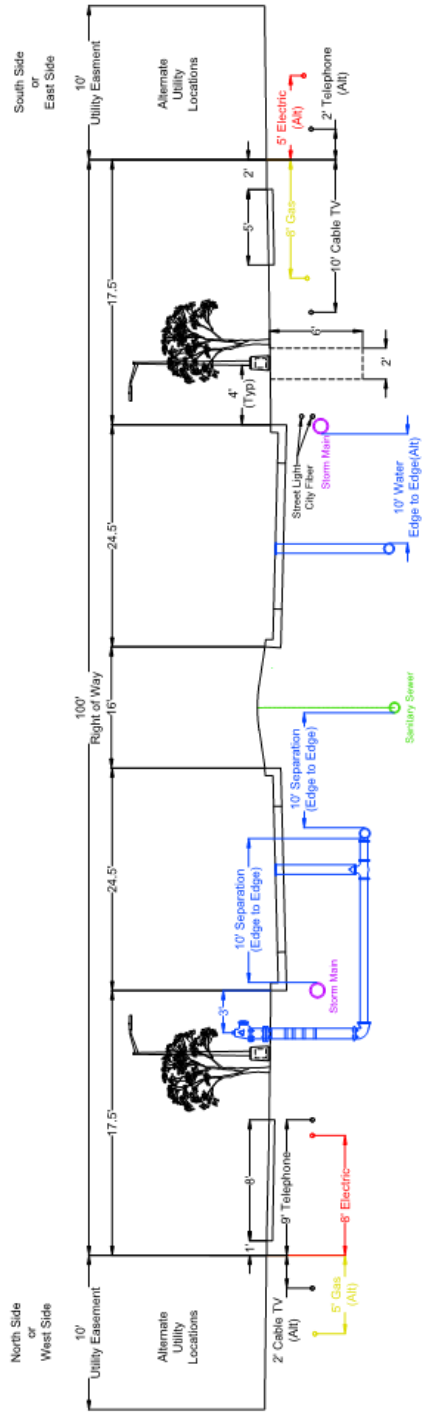 North Side
or
West Side
South Side
or
East Side
10'
Utility Easement
100'
Right of Way
10'
Utility Easment
17.5'
24.5'
16'
24.5'
17.5'
Alternate
Utility
Locations
Alternate
Utility
Locations
3'
4'
(Typ)
8'
1'
5'
2'
10' Separation
(Edge to Edge)
10' Separation
(Edge to Edge)
Storm Main
Street Light
City Fiber
Storm Main
6'
2'
2' Cable TV
(Alt)
9' Telephone
8' Electric
5' Gas
(Alt)
Sanitary Sewer
10' Water
Edge to Edge(Alt)
8' Gas
10' Cable TV
5' Electric
(Alt)
2' Telephone
(Alt)